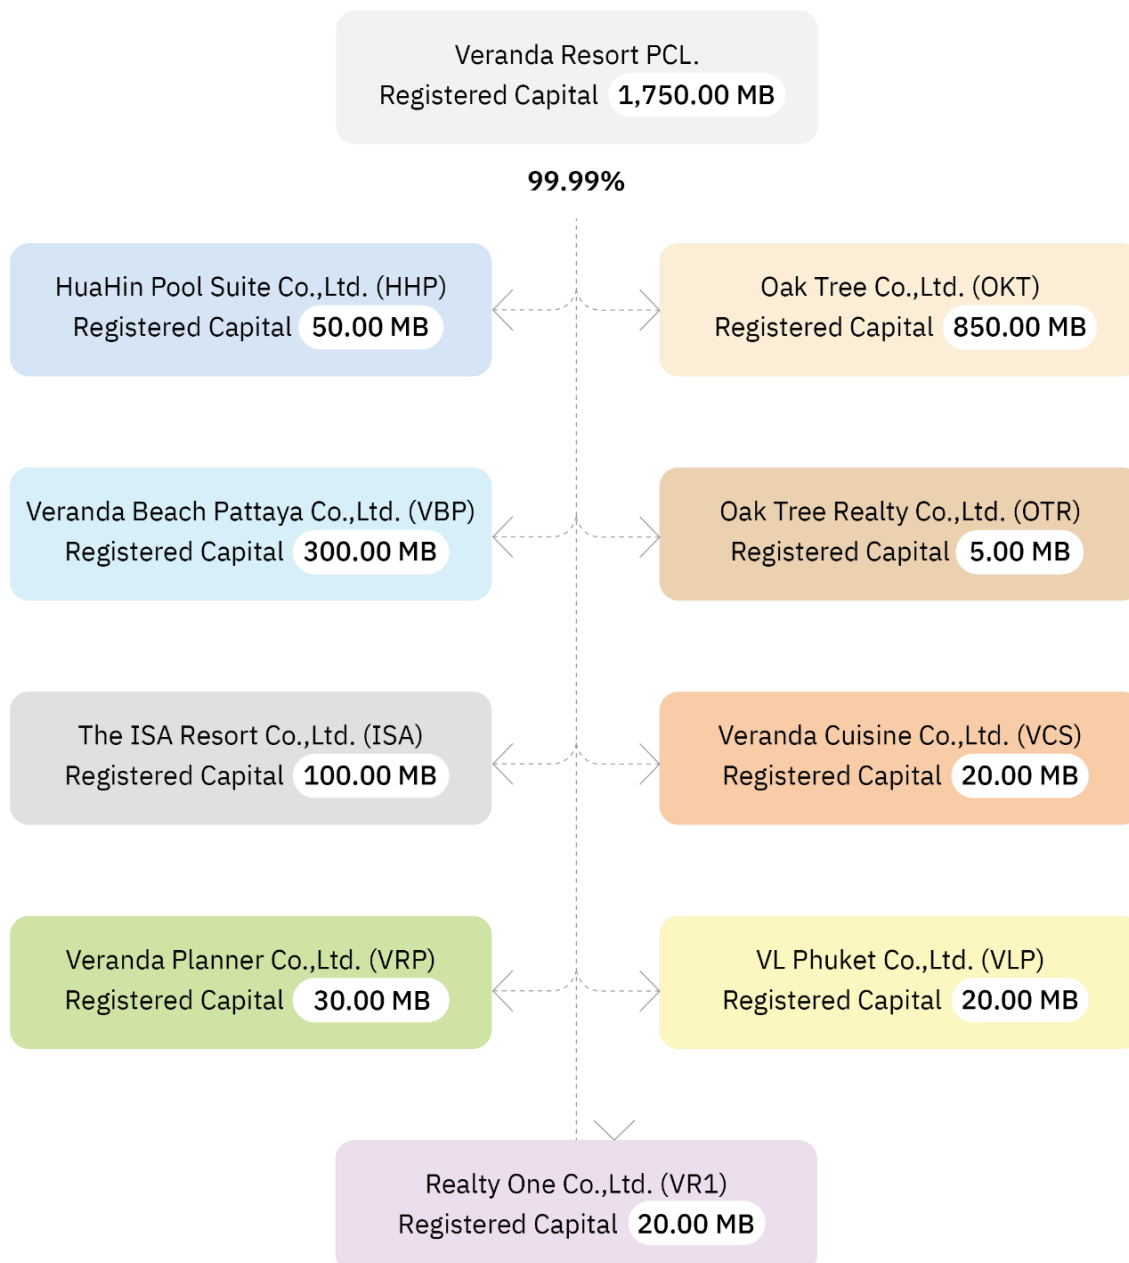 Veranda Resort PCL.
Registered Capital 1,750.00 MB
99.99%
HuaHin Pool Suite Co.,Ltd. (HHP)
Registered Capital 50.00 MB
Oak Tree Co.,Ltd. (OKT)
Registered Capital 850.00 MB
Veranda Beach Pattaya Co.,Ltd. (VBP)
Registered Capital 300.00 MB
Oak Tree Realty Co.,Ltd. (OTR)
Registered Capital 5.00 MB
The ISA Resort Co.,Ltd. (ISA)
Registered Capital 100.00 MB
Veranda Cuisine Co.,Ltd. (VCS)
Registered Capital 20.00 MB
Veranda Planner Co.,Ltd. (VRP)
Registered Capital 30.00 MB
VL Phuket Co.,Ltd. (VLP)
Registered Capital 20.00 MB
Realty One Co.,Ltd. (VR1)
Registered Capital 20.00 MB